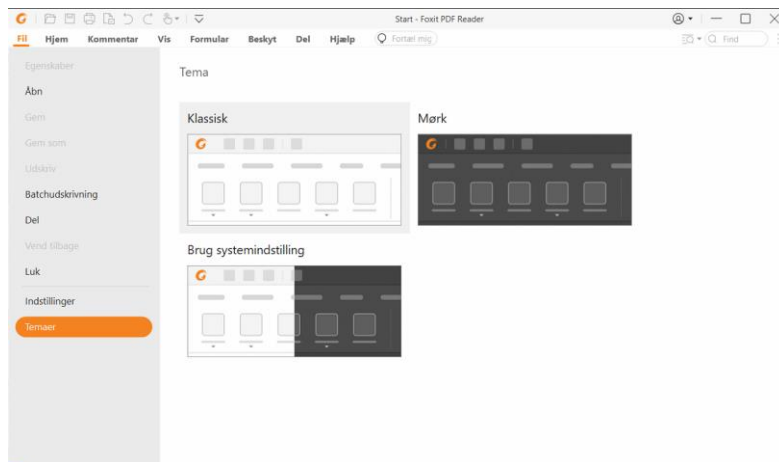 Start - Foxit PDF Reader
Fil Hjem Kommentar Vis Formular Beskyt Del Hjælp Fortæl mig Find
Egenskaber
Åbn
Gem
Gem som
Udskriv
Batchudskrivning
Del
Vend tilbage
Luk
Indstillinger
Temaer
Tema
Klassisk Mørk
Brug systemindstilling